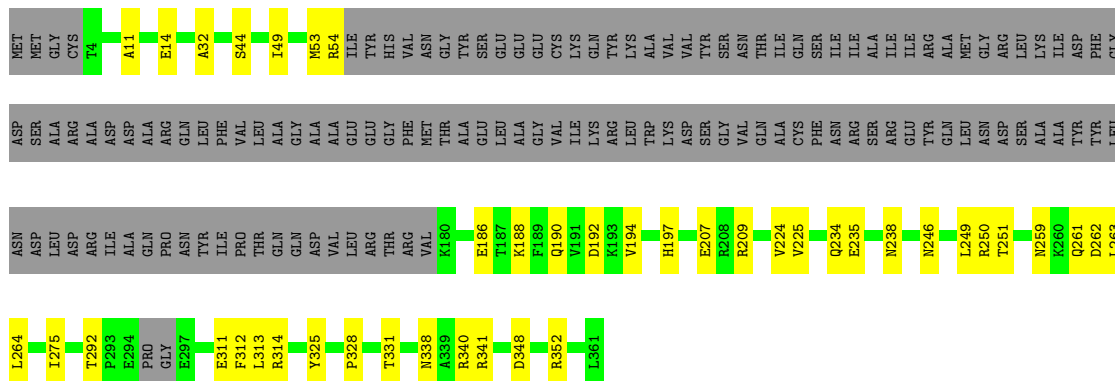 MET MET GLY CYS T4 A11 E14 A32 S44 I49 M53 R54 ILE TYR HIS VAL ASN GLY TYR SER GLU GLU GLU CYS LYS GLN TYR LYS ALA VAL VAL TYR SER ASN THR ILE GLN SER ILE ILE ALA ILE ILE ARG ALA MET GLY ARG LEU LYS ILE ASP PHE GLY
ASP SER ALA ARG ALA ASP ASP ALA ARG GLN LEU PHE VAL LEU ALA GLY ALA ALA GLU GLU GLY PHE MET THR ALA GLU LEU ALA GLY VAL ILE LYS ARG LEU TRP LYS ASP SER GLY VAL GLN ALA CYS PHE ASN ARG SER ARG GLU TYR GLN LEU ASN ASP SER ALA ALA TYR TYR LEU
ASN ASP LEU ASP ARG ILE ALA GLN PRO ASN TYR ILE PRO THR GLN GLN ASP VAL LEU ARG THR ARG VAL K180 E186 T187 K188 F189 Q190 V191 D192 K193 V194 H197 E207 R208 R209 V224 V225 Q234 E235 N238 N246 L249 R250 T251 N259 K260 Q261 D262 L263
L264 I275 T292 P293 E294 PRO GLY E297 E311 F312 L313 R314 Y325 P328 T331 N338 A339 R340 R341 D348 R352 L361